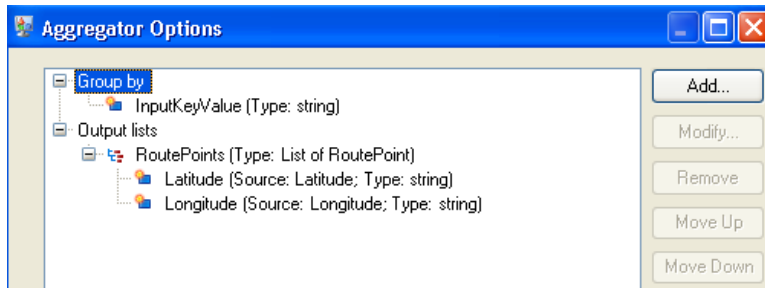 Aggregator Options
Group by
InputKeyValue (Type: string)
Output lists
RoutePoints (Type: List of RoutePoint)
Latitude (Source: Latitude; Type: string)
Longitude (Source: Longitude; Type: string)
Add...
Modify...
Remove
Move Up
Move Down